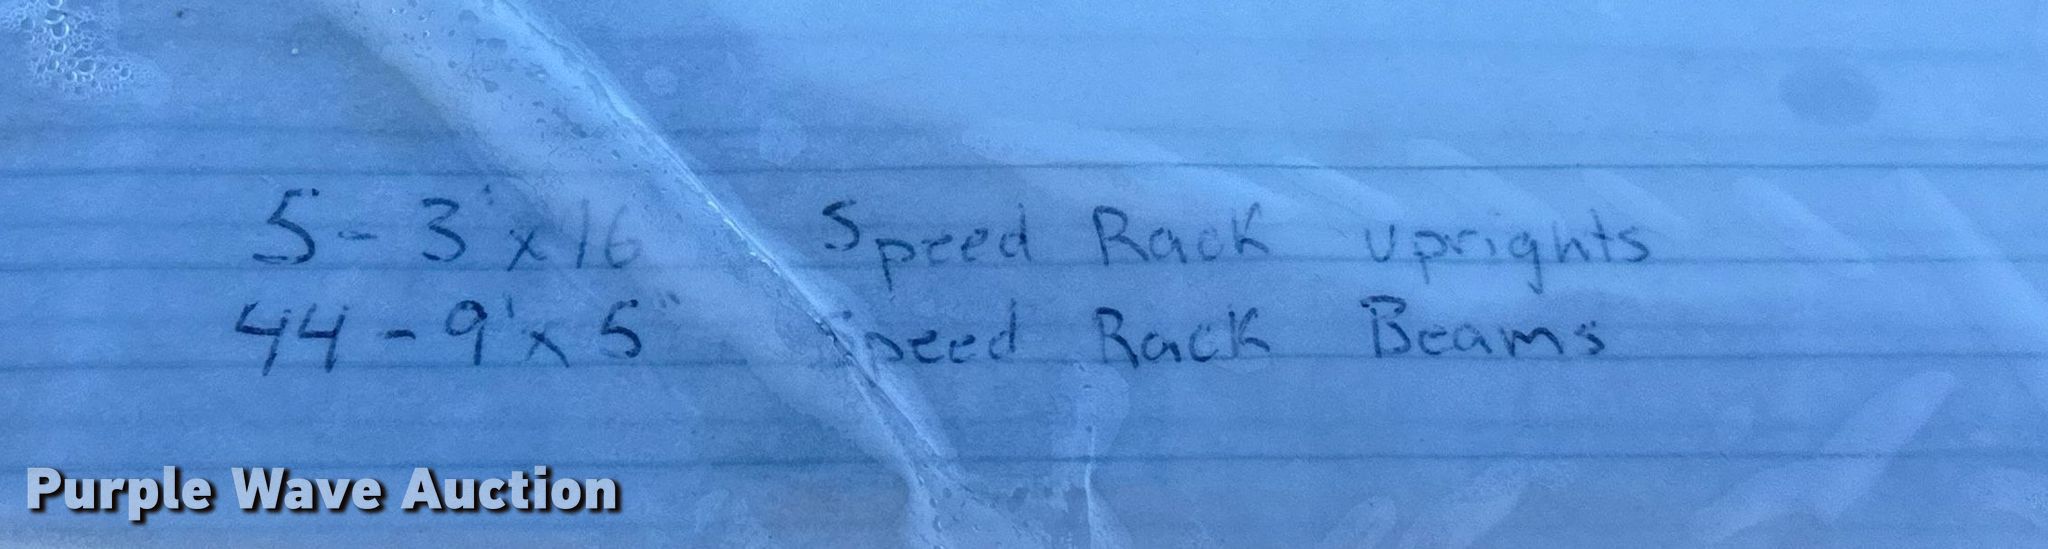 5 - 3' x 16 Speed Rack uprights
44 - 9' x 5" Speed Rack Beams
Purple Wave Auction